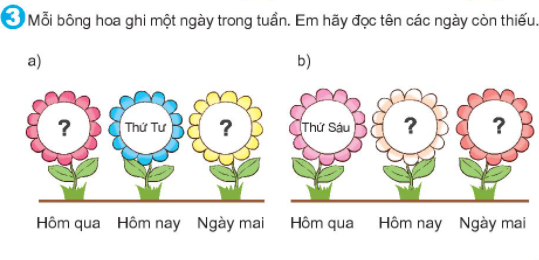 3 Mỗi bông hoa ghi một ngày trong tuần. Em hãy đọc tên các ngày còn thiếu.
a)
? Thứ Tư ?
Hôm qua Hôm nay Ngày mai
b)
Thứ Sáu ? ?
Hôm qua Hôm nay Ngày mai